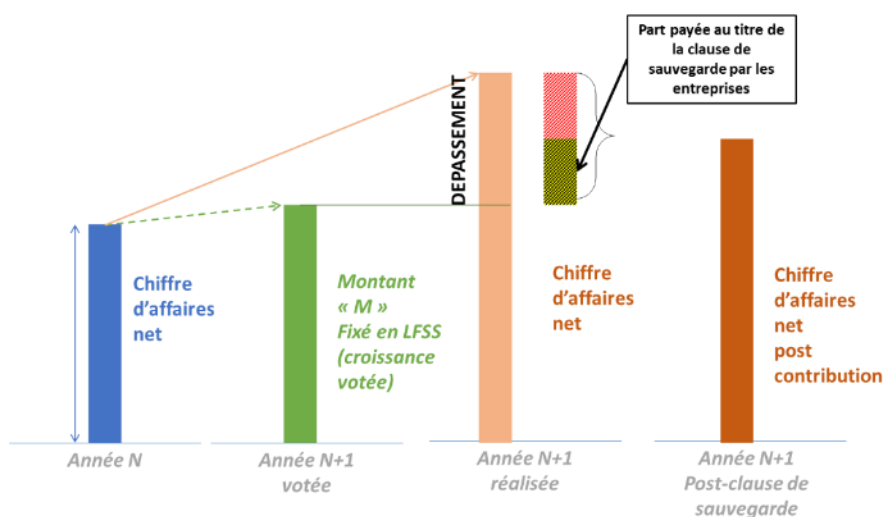 Part payée au titre de
la clause de
sauvegarde par les
entreprises
DEPASSEMENT
Chiffre
d'affaires
net
Montant
« M »
Fixé en LFSS
(croissance
votée)
Chiffre
d'affaires
net
Chiffre
d'affaires
net
post
contribution
Année N
Année N+1
votée
Année N+1
réalisée
Année N+1
Post-clause de
sauvegarde